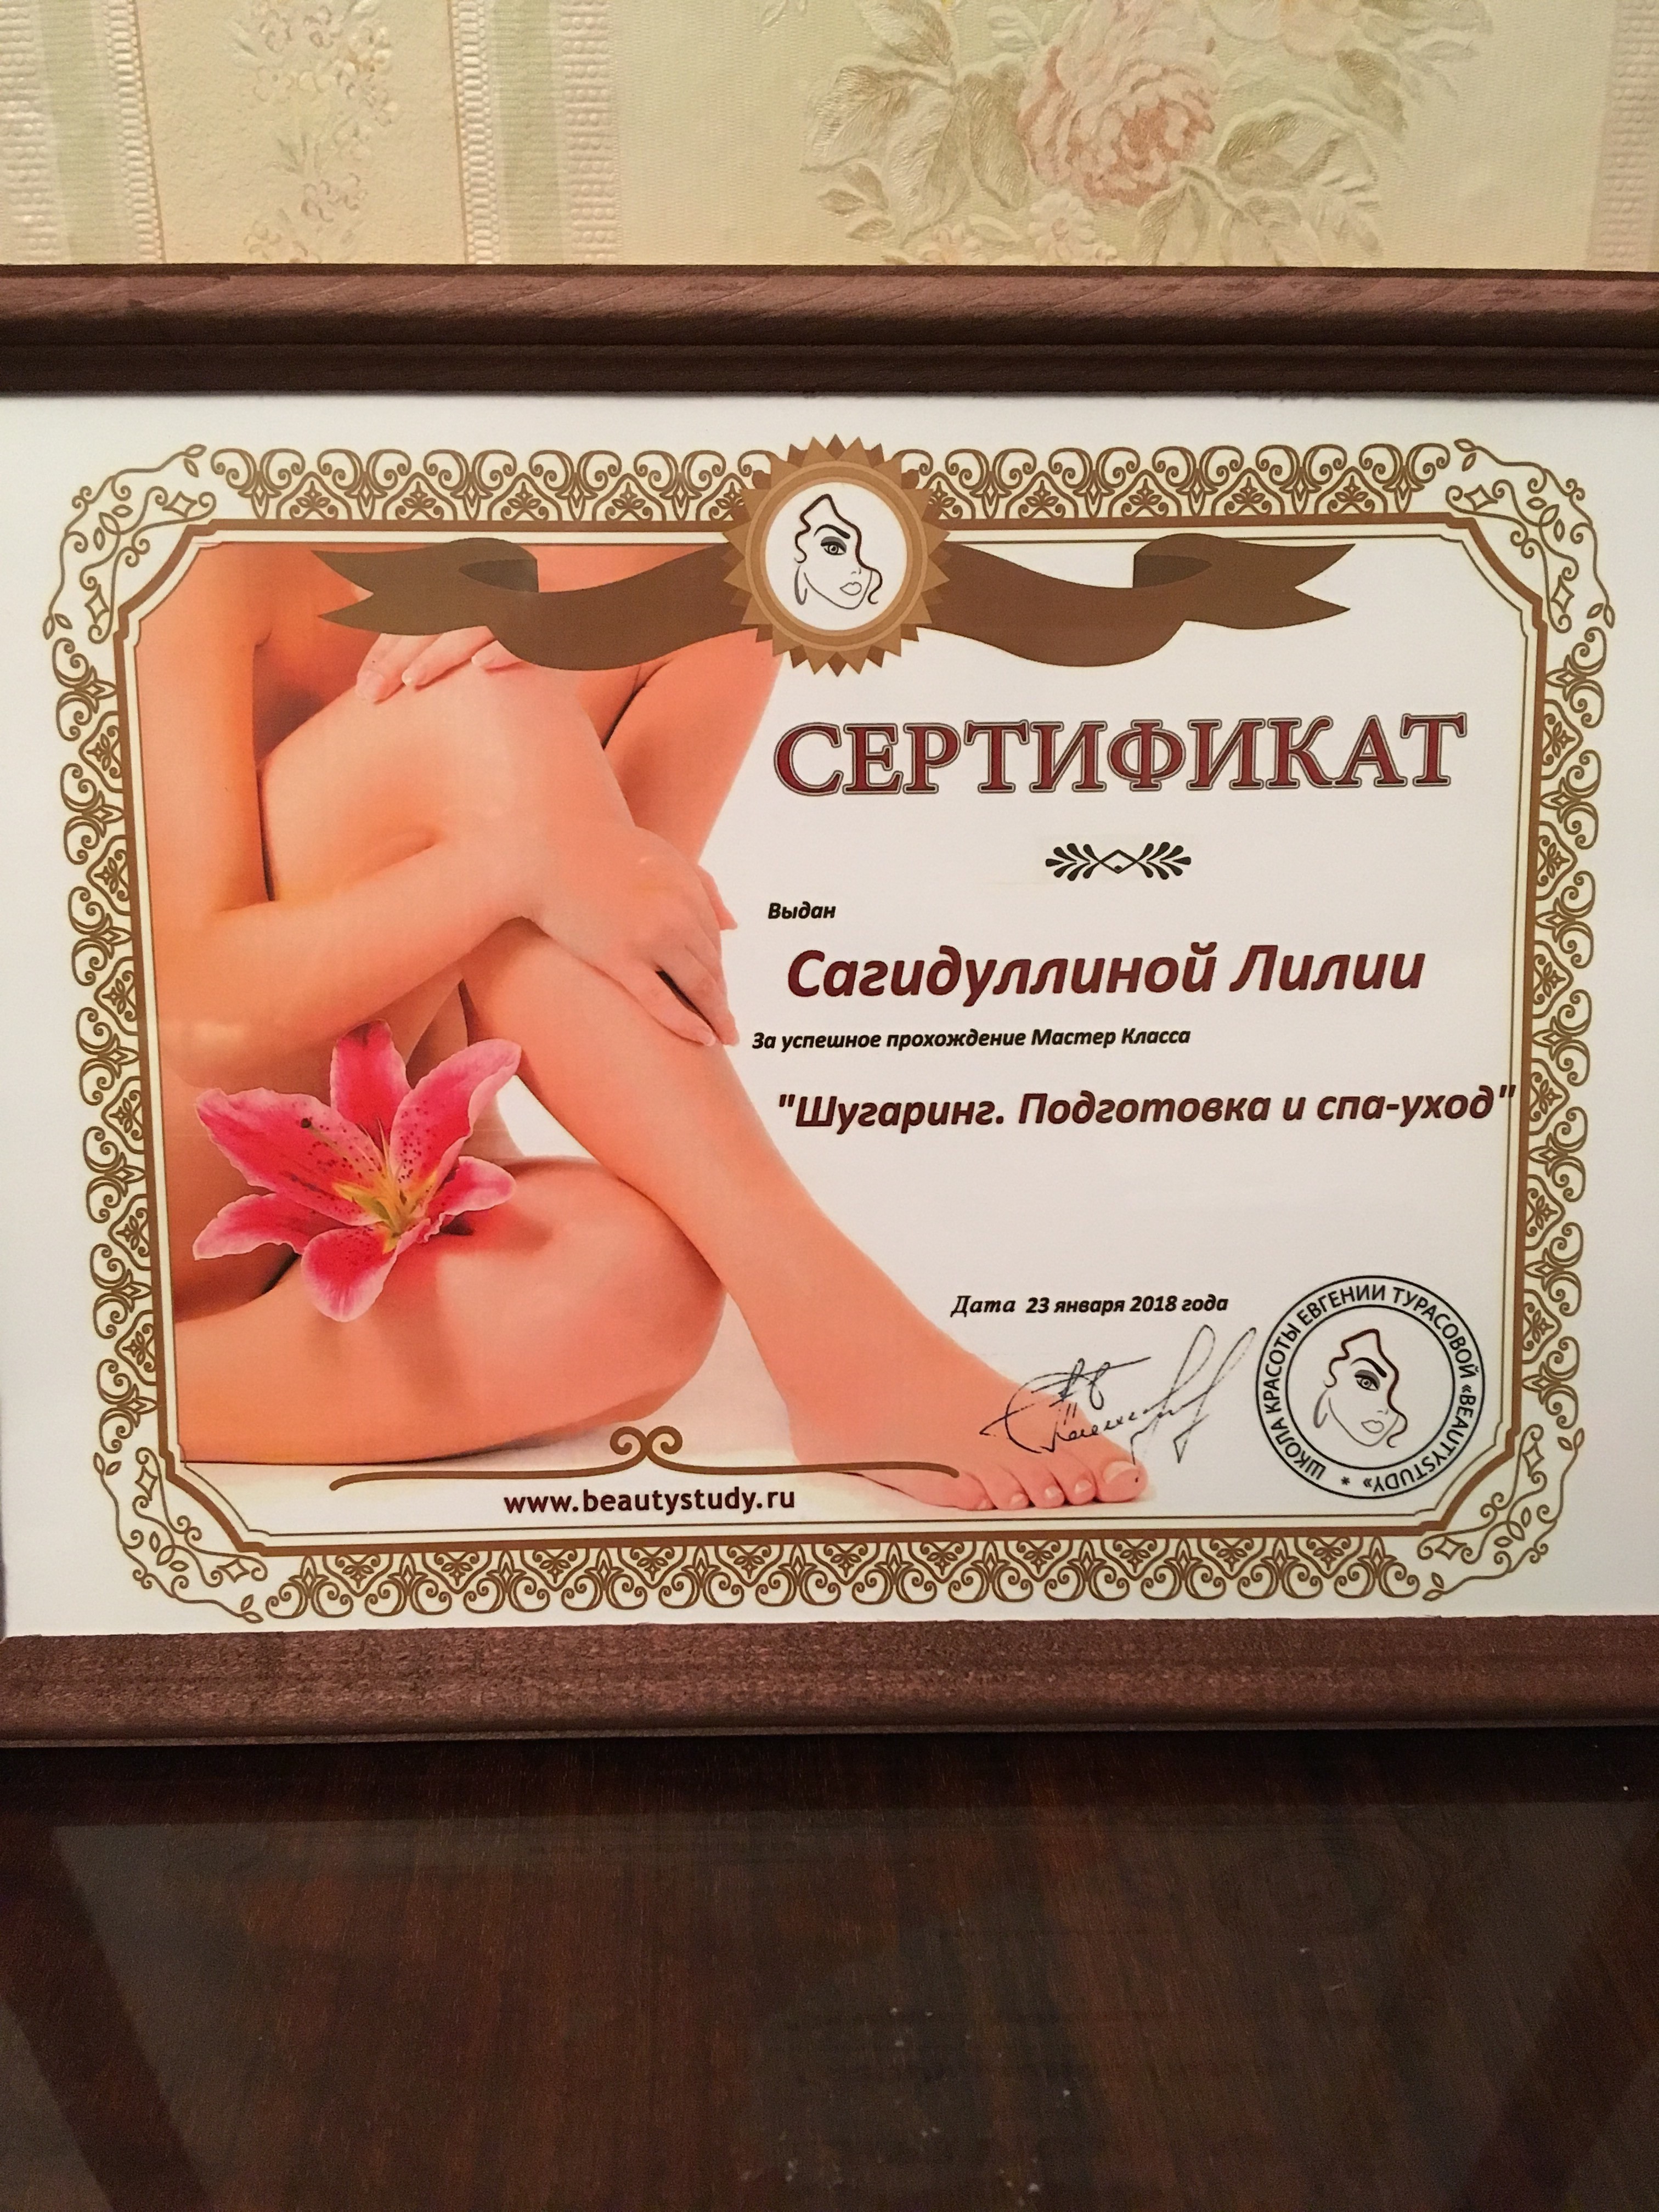 СЕРТИФИКАТ
Выдан
Сагидуллиной Лилии
За успешное прохождение Мастер Класса
"Шугаринг. Подготовка и спа-уход"
Дата 23 января 2018 года
ШКОЛА КРАСОТЫ ЕВГЕНИИ ТУРАСОВОЙ «BEAUTYSTUDY» *
www.beautystudy.ru